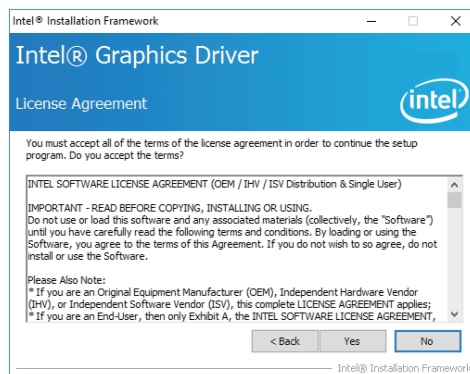 Intel® Installation Framework
Intel® Graphics Driver
License Agreement
intel
You must accept all of the terms of the license agreement in order to continue the setup
program. Do you accept the terms?
INTEL SOFTWARE LICENSE AGREEMENT (OEM / IHV / ISV Distribution & Single User)
IMPORTANT - READ BEFORE COPYING, INSTALLING OR USING.
Do not use or load this software and any associated materials (collectively, the "Software")
until you have carefully read the following terms and conditions. By loading or using the
Software, you agree to the terms of this Agreement. If you do not wish to so agree, do not
install or use the Software.
Please Also Note:
* If you are an Original Equipment Manufacturer (OEM), Independent Hardware Vendor
(IHV), or Independent Software Vendor (ISV), this complete LICENSE AGREEMENT applies;
* If you are an End-User, then only Exhibit A, the INTEL SOFTWARE LICENSE AGREEMENT,
< Back Yes No
Intel® Installation Framework